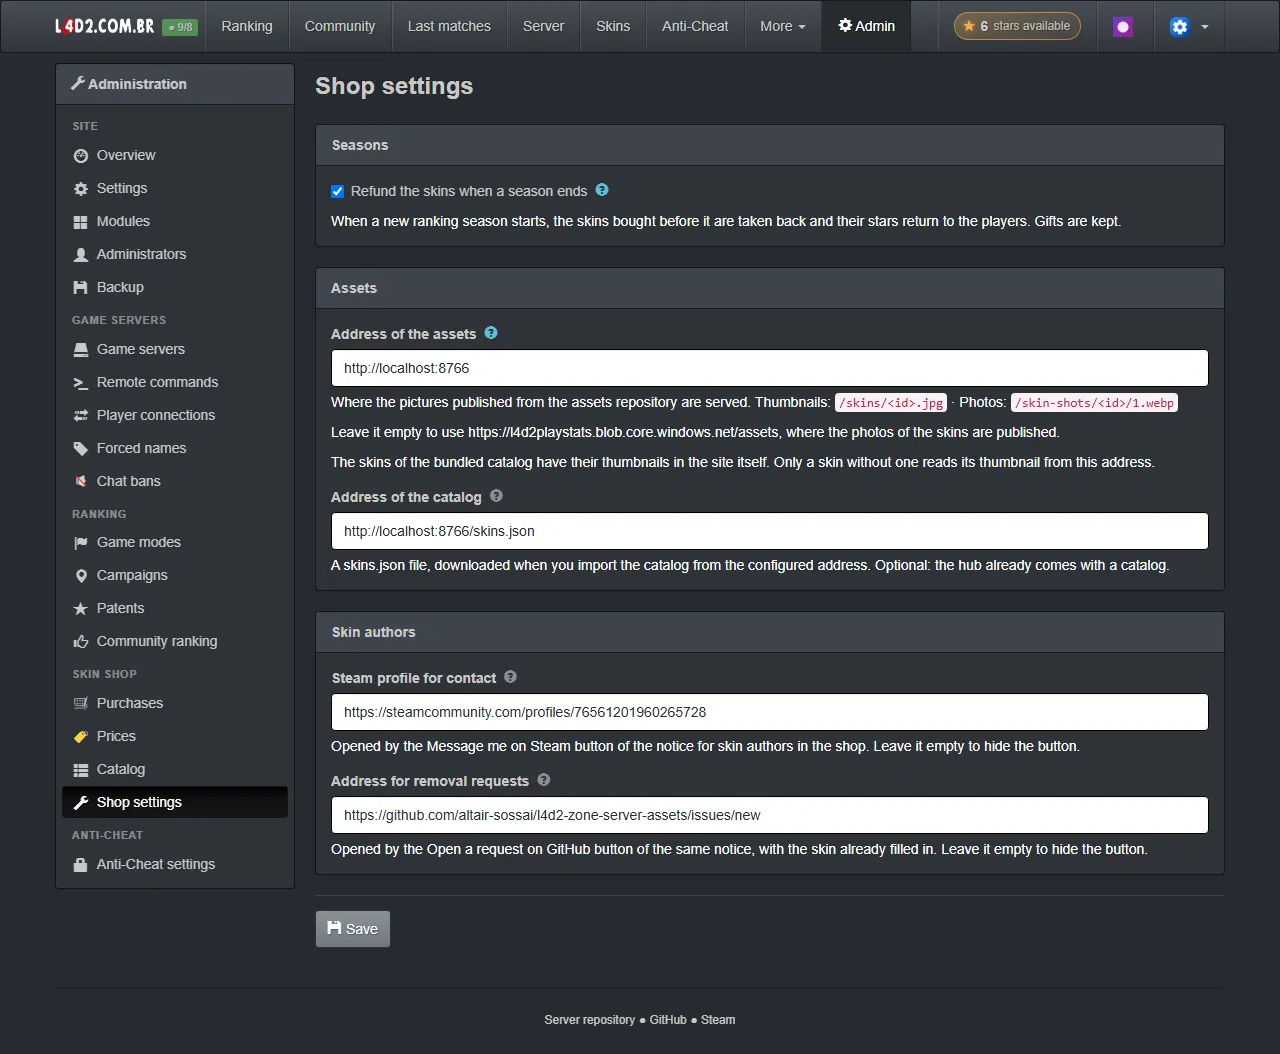 L4D2.COM.BR
9/8
Ranking
Community
Last matches
Server
Skins
Anti-Cheat
More
Admin
6 stars available
Administration
SITE
Overview
Settings
Modules
Administrators
Backup
GAME SERVERS
Game servers
Remote commands
Player connections
Forced names
Chat bans
RANKING
Game modes
Campaigns
Patents
Community ranking
SKIN SHOP
Purchases
Prices
Catalog
Shop settings
ANTI-CHEAT
Anti-Cheat settings
Shop settings
Seasons
Refund the skins when a season ends ?
When a new ranking season starts, the skins bought before it are taken back and their stars return to the players. Gifts are kept.
Assets
Address of the assets ?
http://localhost:8766
Where the pictures published from the assets repository are served. Thumbnails: /skins/<id>.jpg · Photos: /skin-shots/<id>/1.webp
Leave it empty to use https://l4d2playstats.blob.core.windows.net/assets, where the photos of the skins are published.
The skins of the bundled catalog have their thumbnails in the site itself. Only a skin without one reads its thumbnail from this address.
Address of the catalog ?
http://localhost:8766/skins.json
A skins.json file, downloaded when you import the catalog from the configured address. Optional: the hub already comes with a catalog.
Skin authors
Steam profile for contact ?
https://steamcommunity.com/profiles/76561201960265728
Opened by the Message me on Steam button of the notice for skin authors in the shop. Leave it empty to hide the button.
Address for removal requests ?
https://github.com/altair-sossai/l4d2-zone-server-assets/issues/new
Opened by the Open a request on GitHub button of the same notice, with the skin already filled in. Leave it empty to hide the button.
Save
Server repository ● GitHub ● Steam